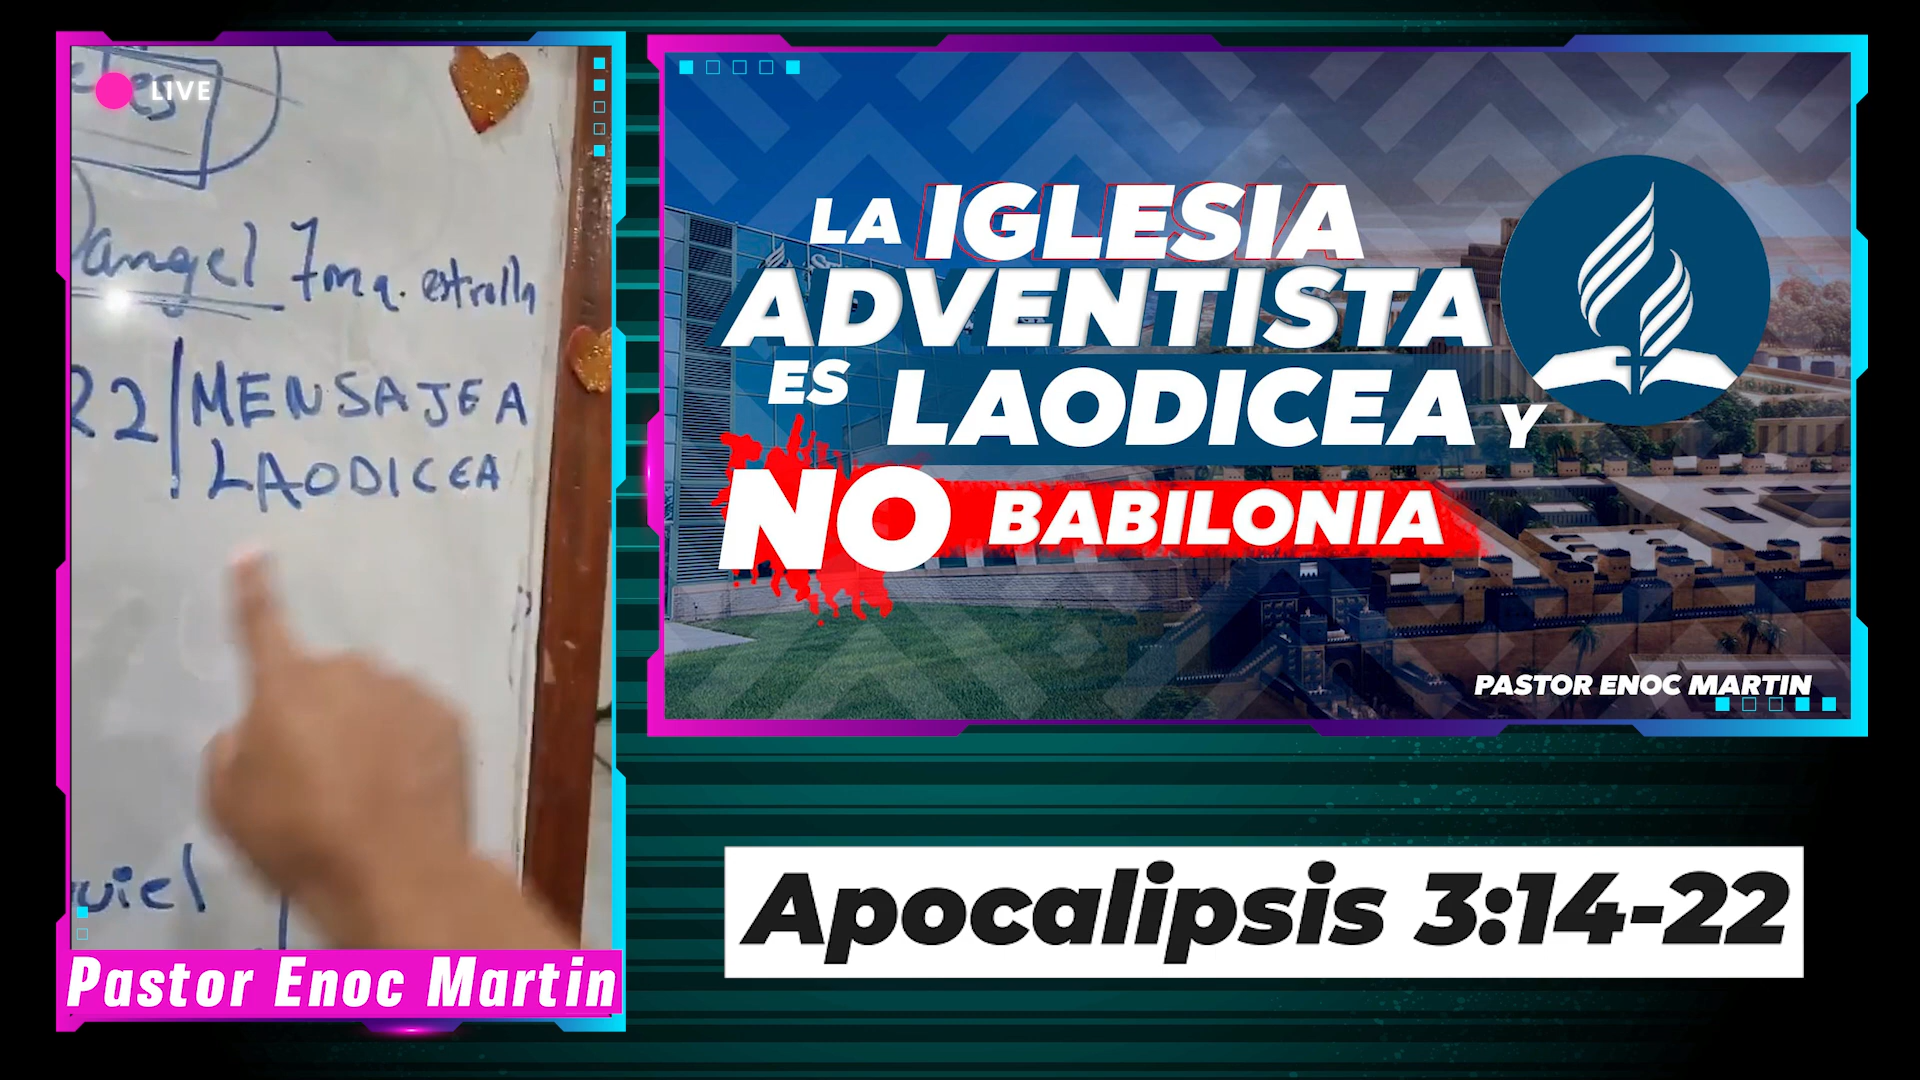 LIVE
angel 7ma. estrella
22 MENSAJE A
LAODICEA
Pastor Enoc Martin
LA IGLESIA
ADVENTISTA
ES LAODICEA Y
NO BABILONIA
PASTOR ENOC MARTIN
Apocalipsis 3:14-22